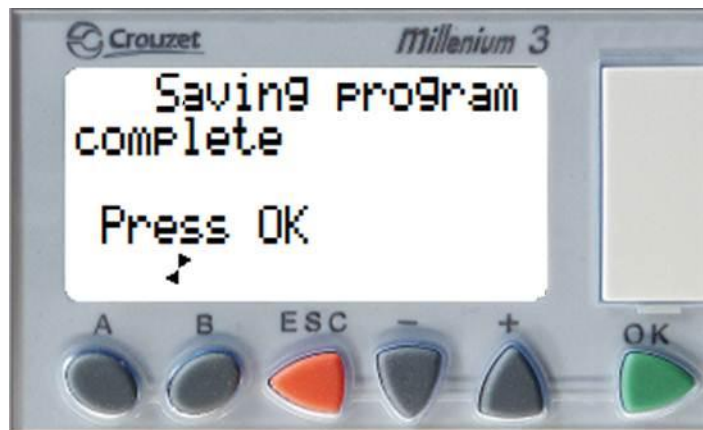 Crouzet Millenium 3
Saving program
complete
Press OK
A B ESC - + OK